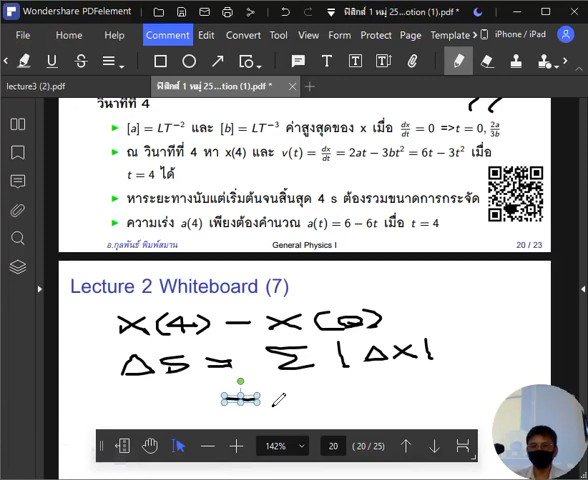 Wondershare PDFelement
ฟิสิกส์ 1 หมู่ 25...otion (1).pdf *
Home Help Comment Edit Convert Organize Tools Protect Page Template iPhone / iPad
lecture3 (2).pdf
ฟิสิกส์ 1 หมู่ 25...tion (1).pdf *
วินาทีที่ 4
[a] = LT⁻² และ [b] = LT⁻³ ค่าสูงสุดของ x เมื่อ dx/dt = 0 =>t = 0, 2a/3b
ณ วินาทีที่ 4 หา x(4) และ v(t) = dx/dt = 2at − 3bt² = 6t − 3t² เมื่อ
t = 4 ได้
หาระยะทางนับแต่เริ่มต้นจนสิ้นสุด 4 s ต้องรวมขนาดการกระจัด
ความเร่ง a(4) เพียงต้องคำนวณ a(t) = 6 − 6t เมื่อ t = 4
อ.กุลพันธ์ พิมพ์สมาน General Physics I 20 / 23
Lecture 2 Whiteboard (7)
x(4) − x(0)
Δs = Σ |Δx|
142% 20 (20 / 25)